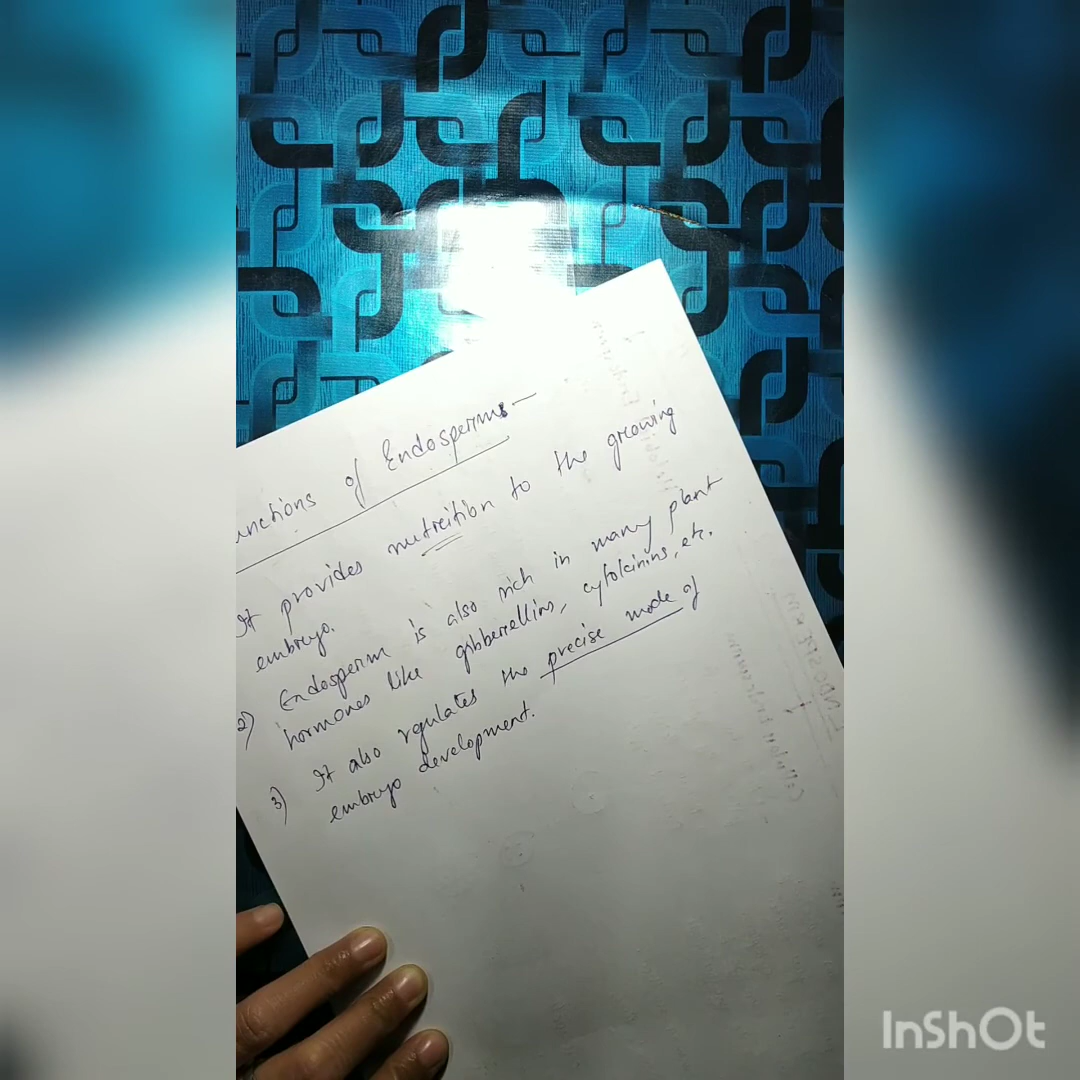 unctions of Endosperms -
It provides nutrition to the growing
embryo.
2) Endosperm is also rich in many plant
hormones like gibberellins, cytokinins, etc.
3) It also regulates the precise mode of
embryo development.
InShOt